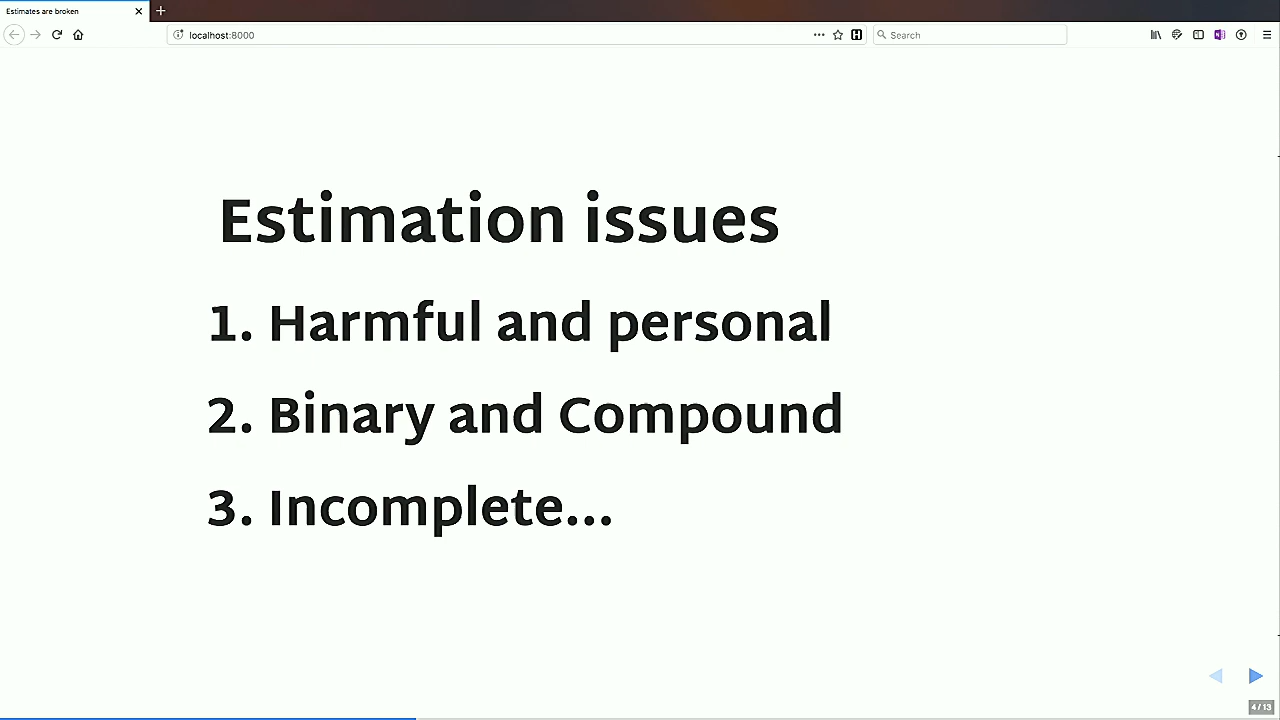 Estimates are broken
localhost:8000
Search
Estimation issues
1. Harmful and personal
2. Binary and Compound
3. Incomplete...
4 / 13